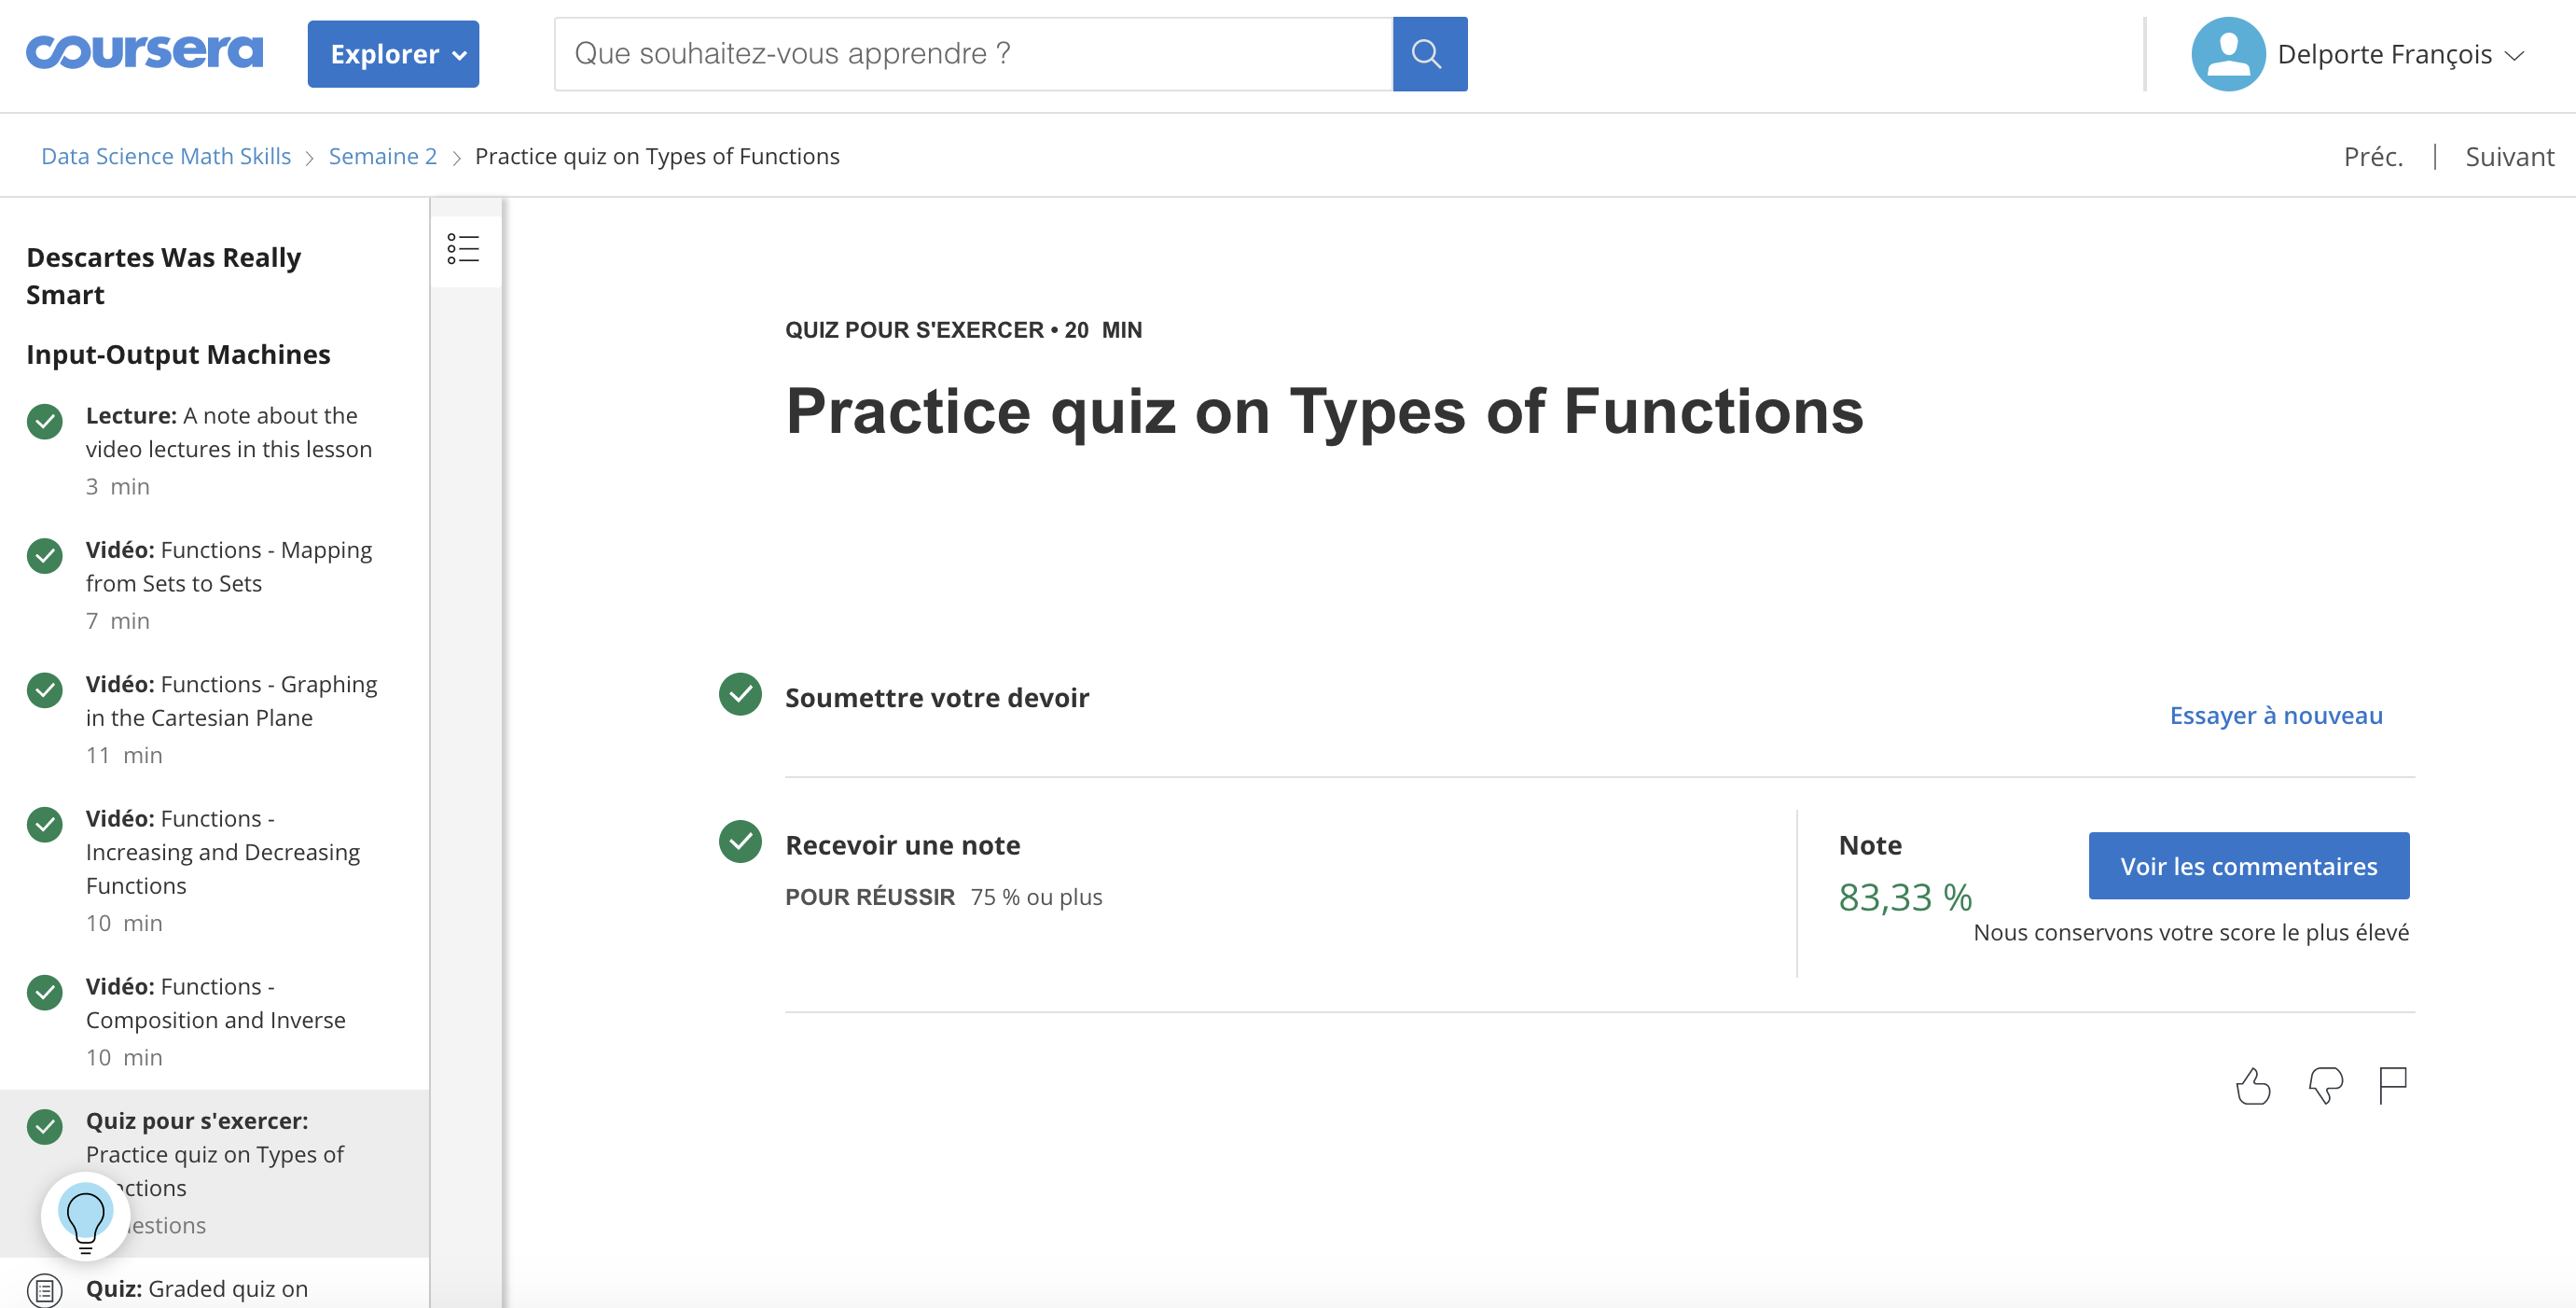 coursera
Explorer
Que souhaitez-vous apprendre ?
Delporte François
Data Science Math Skills > Semaine 2 > Practice quiz on Types of Functions
Préc. | Suivant
Descartes Was Really
Smart
Input-Output Machines
Lecture: A note about the
video lectures in this lesson
3 min
Vidéo: Functions - Mapping
from Sets to Sets
7 min
Vidéo: Functions - Graphing
in the Cartesian Plane
11 min
Vidéo: Functions -
Increasing and Decreasing
Functions
10 min
Vidéo: Functions -
Composition and Inverse
10 min
Quiz pour s'exercer:
Practice quiz on Types of
Quiz: Graded quiz on
QUIZ POUR S'EXERCER • 20 MIN
Practice quiz on Types of Functions
Soumettre votre devoir
Essayer à nouveau
Recevoir une note
POUR RÉUSSIR 75 % ou plus
Note
83,33 %
Voir les commentaires
Nous conservons votre score le plus élevé